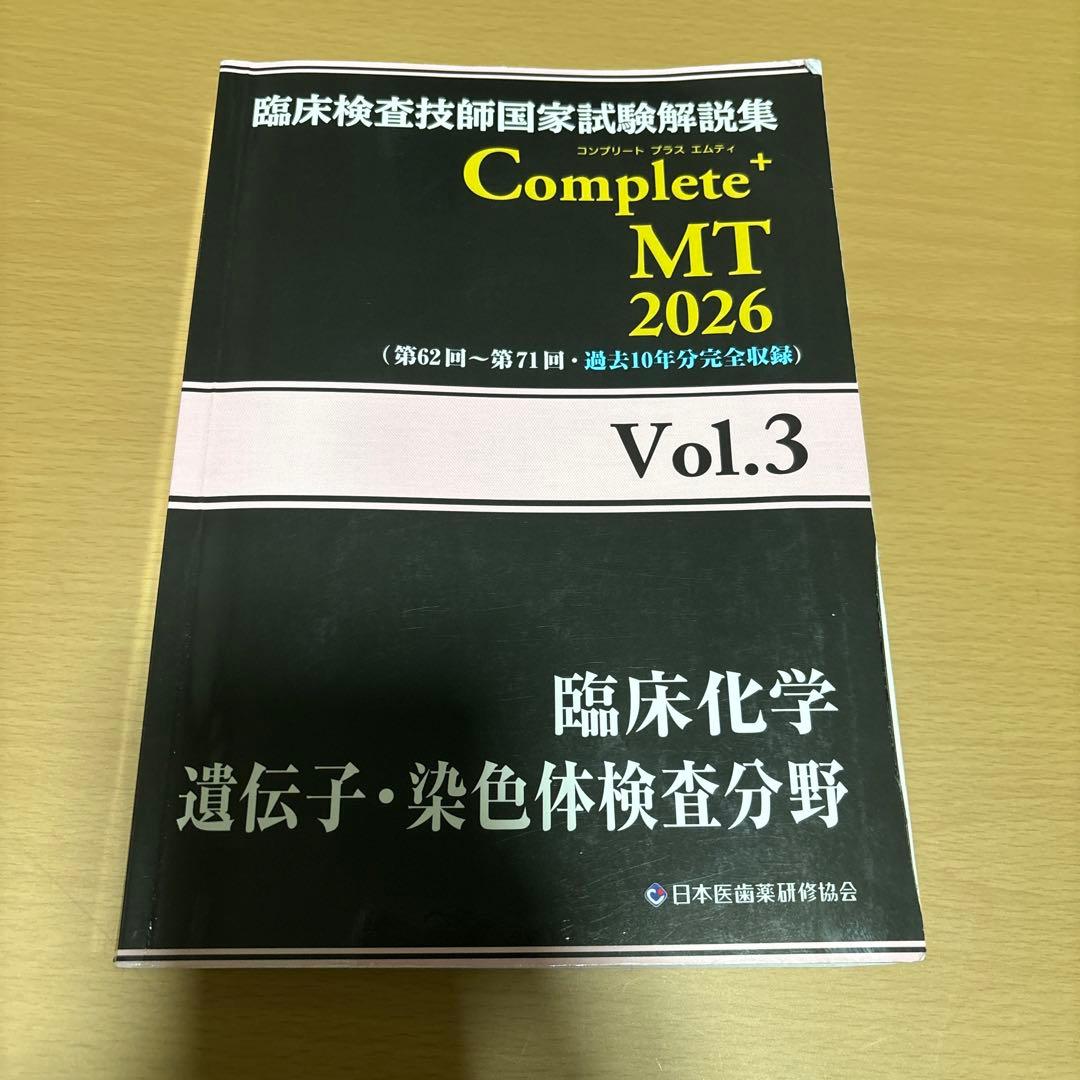 臨床検査技師国家試験解説集
コンプリート プラス エムティ
Complete+
MT
2026
(第62回～第71回・過去10年分完全収録)
Vol.3
臨床化学
遺伝子・染色体検査分野
日本医歯薬研修協会